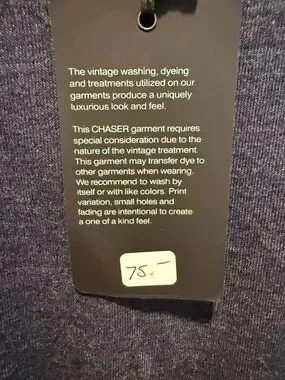 The vintage washing, dyeing
and treatments utilized on our
garments produce a uniquely
luxurious look and feel.
This CHASER garment requires
special consideration due to the
nature of the vintage treatment.
This garment may transfer dye to
other garments when wearing.
We recommend to wash by
itself or with like colors. Print
variation, small holes and
fading are intentional to create
a one of a kind feel.
75.-